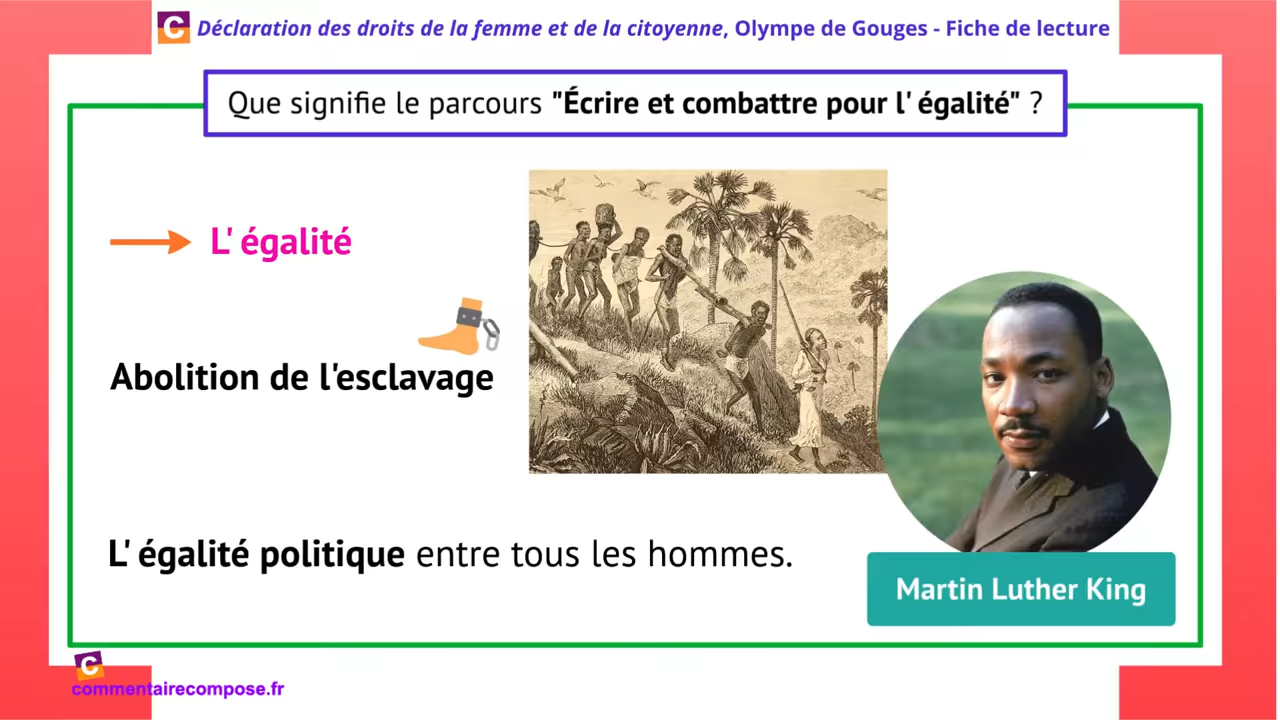 C Déclaration des droits de la femme et de la citoyenne, Olympe de Gouges - Fiche de lecture
Que signifie le parcours "Écrire et combattre pour l' égalité" ?
L' égalité
Abolition de l'esclavage
L' égalité politique entre tous les hommes.
Martin Luther King
C
commentairecompose.fr